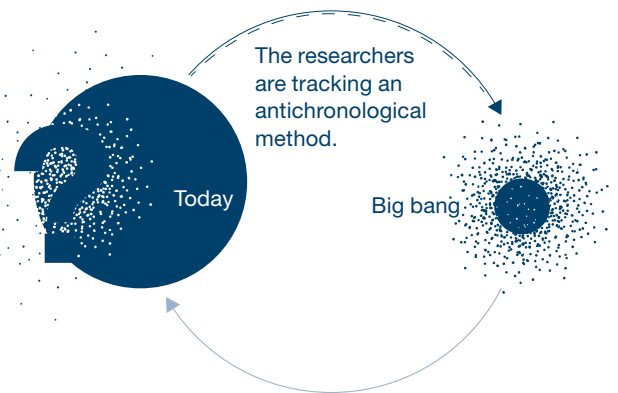 The researchers
are tracking an
antichronological
method.
?
Today
Big bang